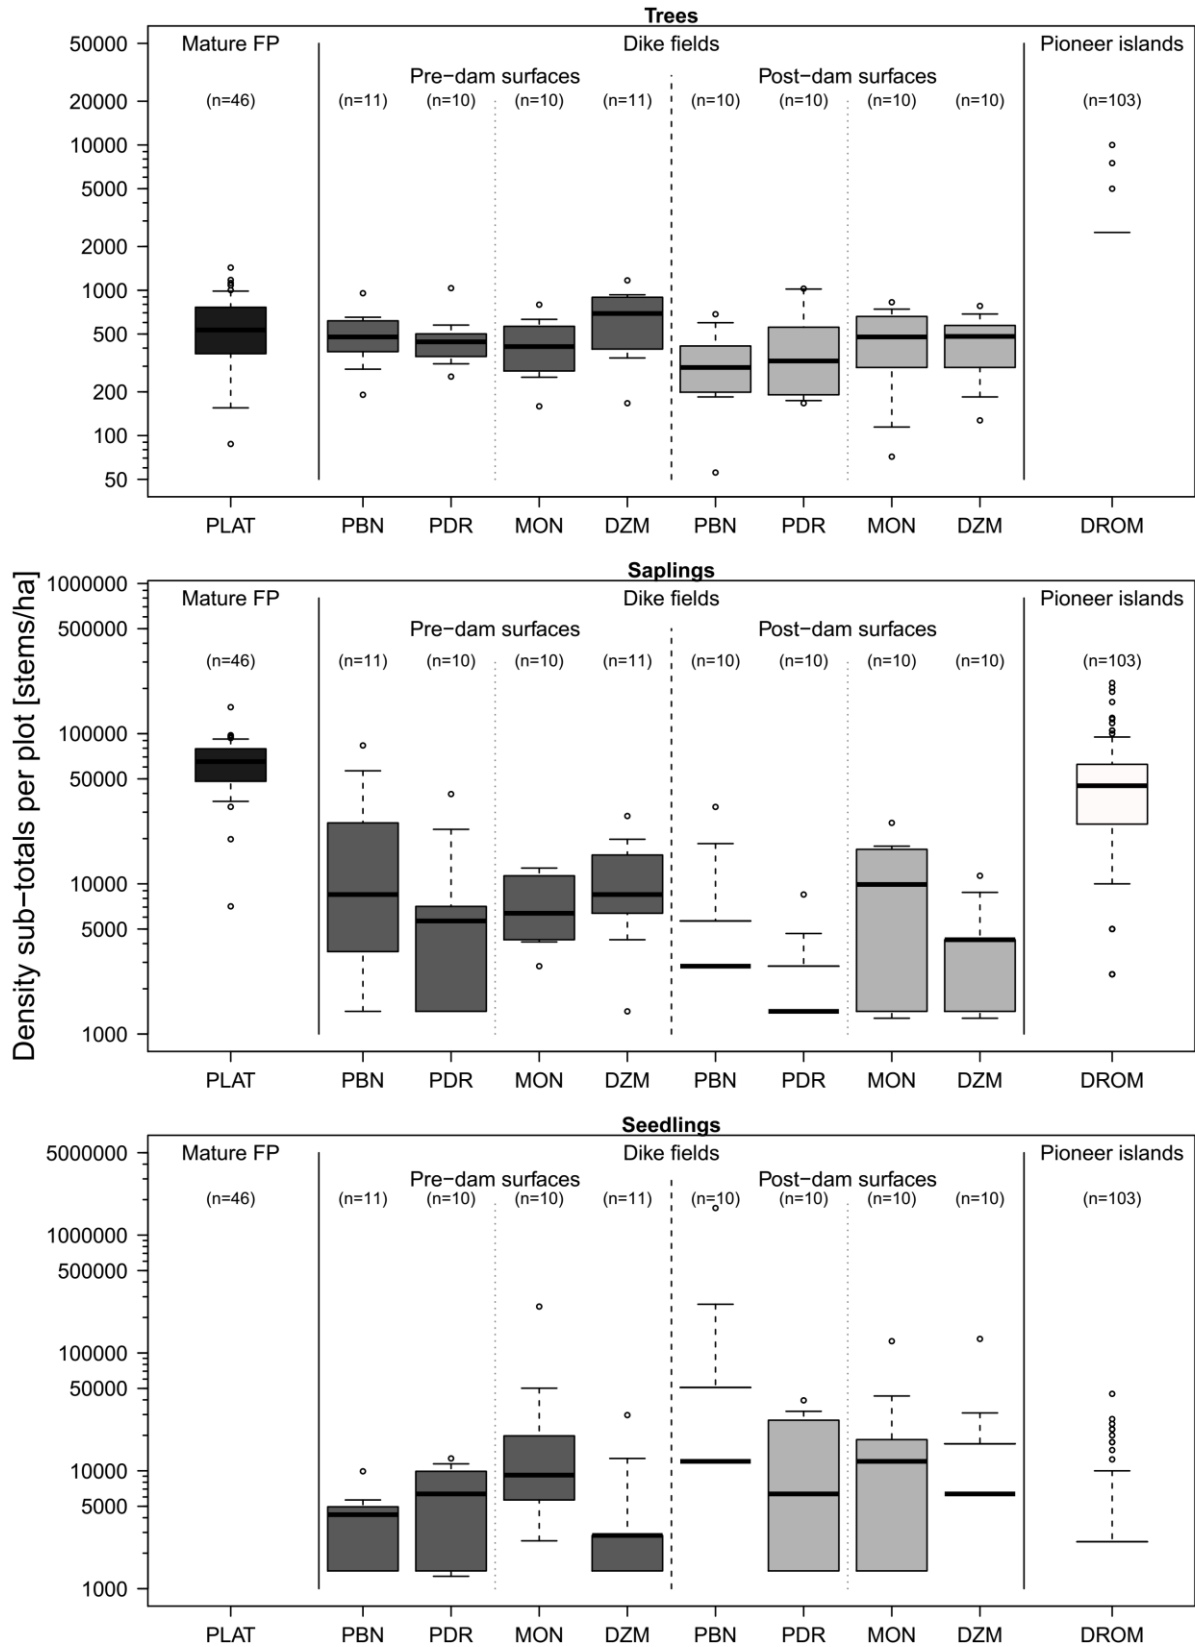 Trees
Mature FP Dike fields Pioneer islands
Pre−dam surfaces Post−dam surfaces
(n=46) (n=11) (n=10) (n=10) (n=11) (n=10) (n=10) (n=10) (n=10) (n=103)
50000
20000
10000
5000
2000
1000
500
200
100
50
PLAT PBN PDR MON DZM PBN PDR MON DZM DROM
Density sub−totals per plot [stems/ha]
Saplings
Mature FP Dike fields Pioneer islands
Pre−dam surfaces Post−dam surfaces
(n=46) (n=11) (n=10) (n=10) (n=11) (n=10) (n=10) (n=10) (n=10) (n=103)
1000000
500000
100000
50000
10000
5000
1000
PLAT PBN PDR MON DZM PBN PDR MON DZM DROM
Seedlings
Mature FP Dike fields Pioneer islands
Pre−dam surfaces Post−dam surfaces
(n=46) (n=11) (n=10) (n=10) (n=11) (n=10) (n=10) (n=10) (n=10) (n=103)
5000000
1000000
500000
100000
50000
10000
5000
1000
PLAT PBN PDR MON DZM PBN PDR MON DZM DROM